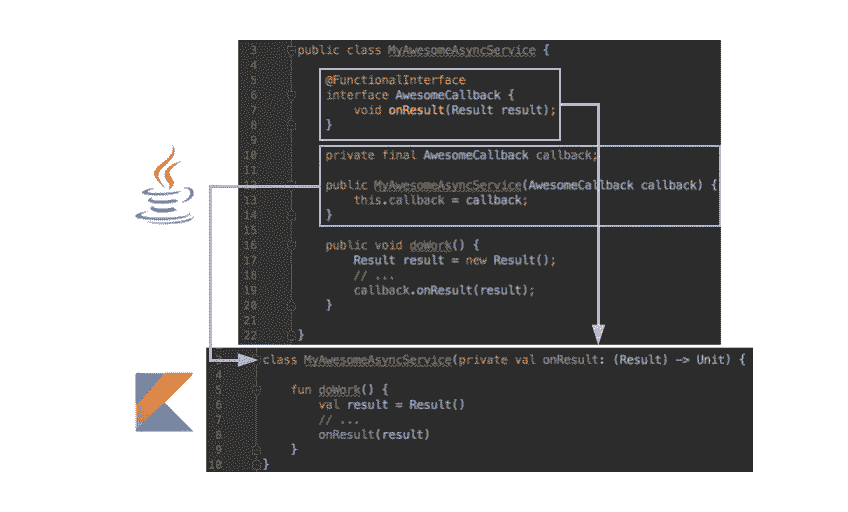 3 public class MyAwesomeAsyncService {
4
5 @FunctionalInterface
6 interface AwesomeCallback {
7 void onResult(Result result);
8 }
9
10 private final AwesomeCallback callback;
11
12 public MyAwesomeAsyncService(AwesomeCallback callback) {
13 this.callback = callback;
14 }
15
16 public void doWork() {
17 Result result = new Result();
18 // ...
19 callback.onResult(result);
20 }
21
22 }
class MyAwesomeAsyncService(private val onResult: (Result) -> Unit) {
4
5 fun doWork() {
6 val result = Result()
7 // ...
8 onResult(result)
9 }
10 }